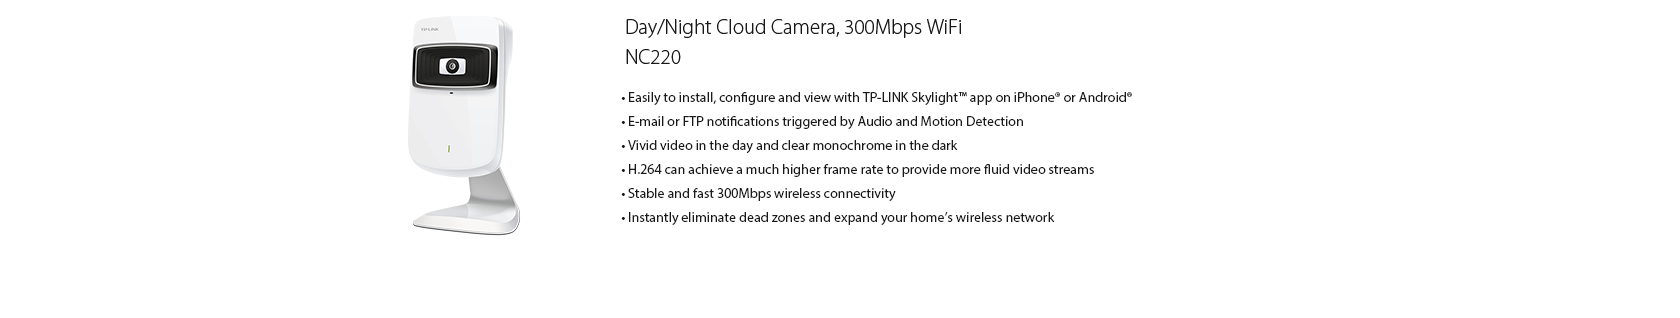 TP-LINK
Day/Night Cloud Camera, 300Mbps WiFi
NC220
• Easily to install, configure and view with TP-LINK Skylight™ app on iPhone® or Android®
• E-mail or FTP notifications triggered by Audio and Motion Detection
• Vivid video in the day and clear monochrome in the dark
• H.264 can achieve a much higher frame rate to provide more fluid video streams
• Stable and fast 300Mbps wireless connectivity
• Instantly eliminate dead zones and expand your home’s wireless network